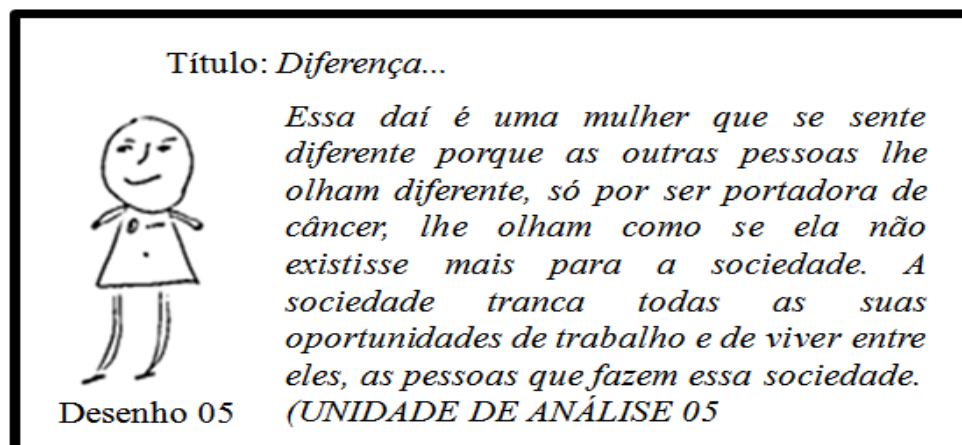 Título: Diferença...
Essa daí é uma mulher que se sente
diferente porque as outras pessoas lhe
olham diferente, só por ser portadora de
câncer, lhe olham como se ela não
existisse mais para a sociedade. A
sociedade tranca todas as suas
oportunidades de trabalho e de viver entre
eles, as pessoas que fazem essa sociedade.
Desenho 05
(UNIDADE DE ANÁLISE 05